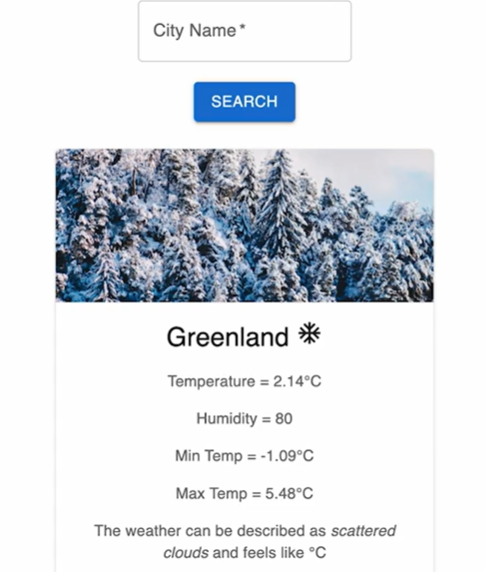 City Name *
SEARCH
Greenland
Temperature = 2.14°C
Humidity = 80
Min Temp = -1.09°C
Max Temp = 5.48°C
The weather can be described as scattered
clouds and feels like °C